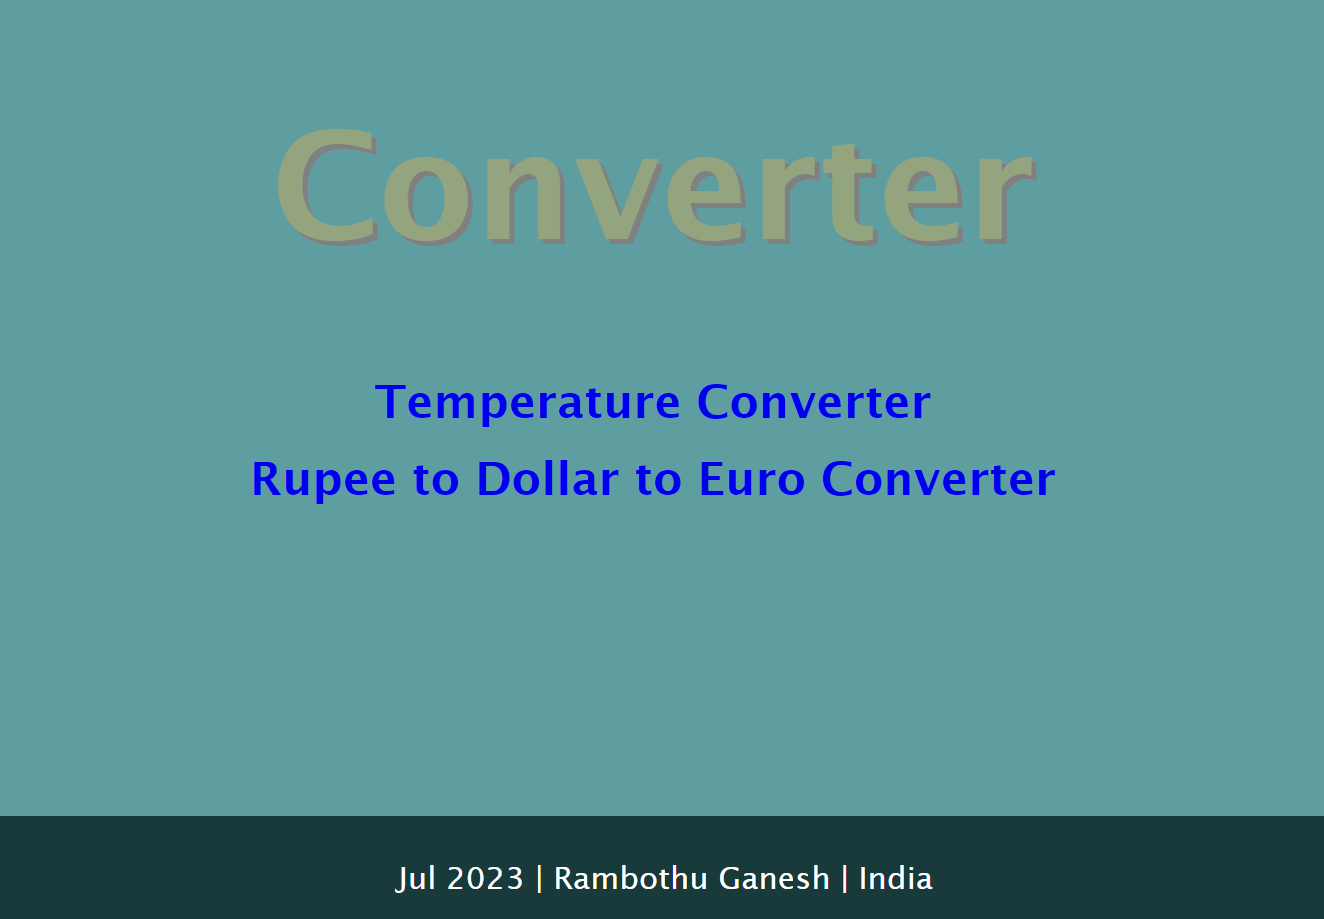 Converter
Temperature Converter
Rupee to Dollar to Euro Converter
Jul 2023 | Rambothu Ganesh | India